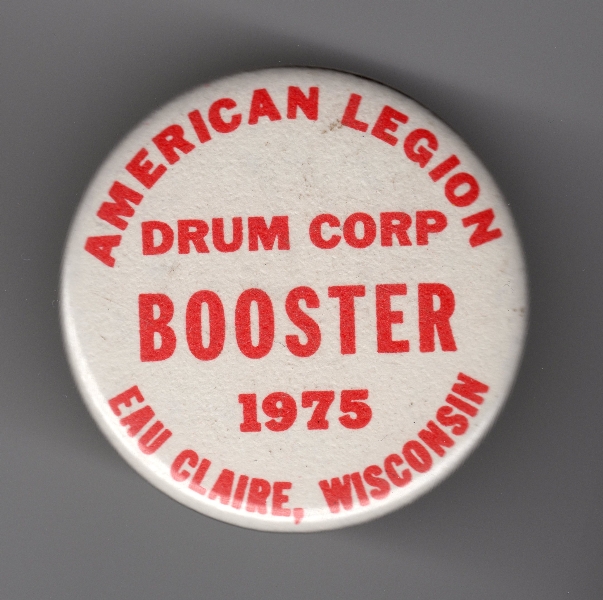 AMERICAN LEGION
DRUM CORP
BOOSTER
1975
EAU CLAIRE, WISCONSIN